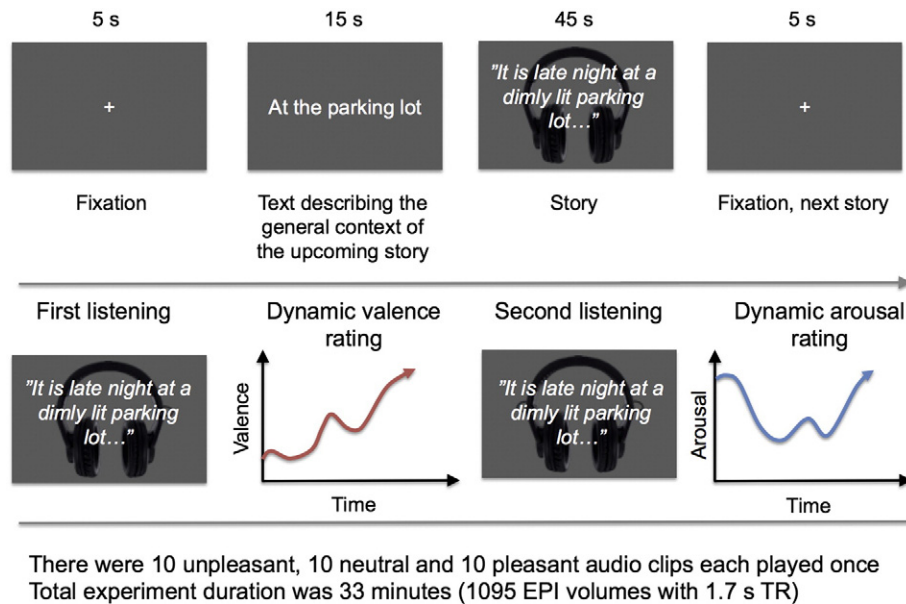 5 s
15 s
45 s
5 s
+
At the parking lot
"It is late night at a
dimly lit parking
lot..."
+
Fixation
Text describing the
general context of
the upcoming story
Story
Fixation, next story
First listening
Dynamic valence
rating
Second listening
Dynamic arousal
rating
"It is late night at a
dimly lit parking
lot..."
Valence
Time
"It is late night at a
dimly lit parking
lot..."
Arousal
Time
There were 10 unpleasant, 10 neutral and 10 pleasant audio clips each played once
Total experiment duration was 33 minutes (1095 EPI volumes with 1.7 s TR)